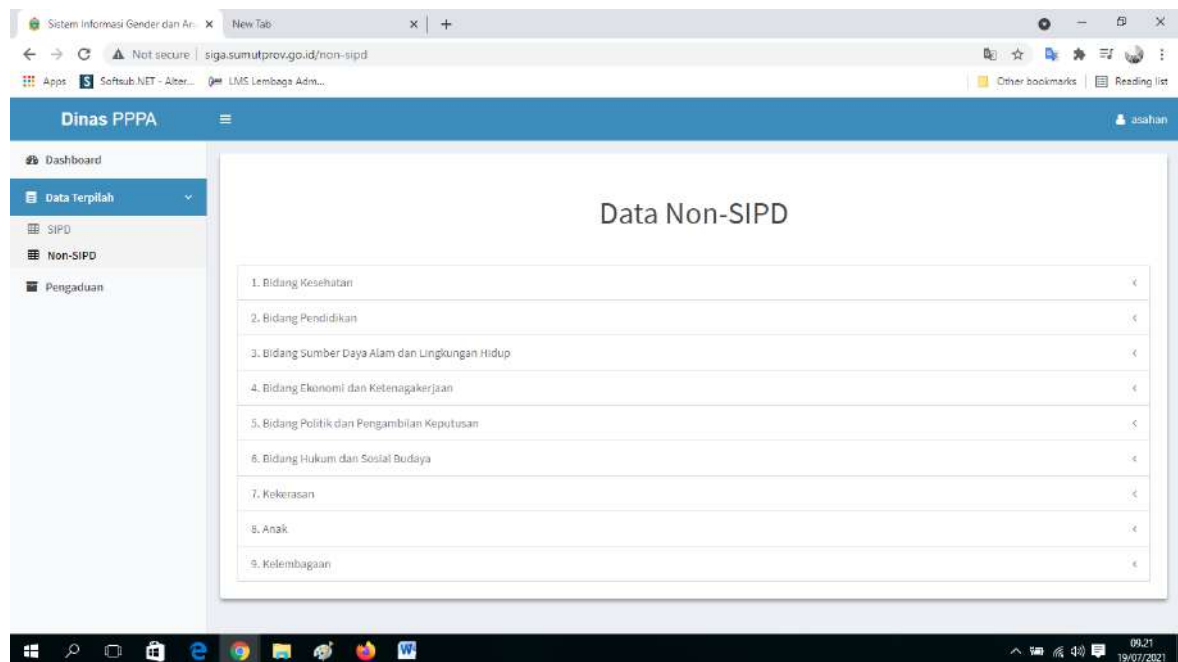 Sistem Informasi Gender dan An
New Tab
Not secure
siga.sumutprov.go.id/non-sipd
Apps
Softsub.NET - Alter...
LMS Lembaga Adm...
Other bookmarks
Reading list
Dinas PPPA
asahan
Dashboard
Data Terpilah
SIPD
Non-SIPD
Pengaduan
Data Non-SIPD
1. Bidang Kesehatan
2. Bidang Pendidikan
3. Bidang Sumber Daya Alam dan Lingkungan Hidup
4. Bidang Ekonomi dan Ketenagakerjaan
5. Bidang Politik dan Pengambilan Keputusan
6. Bidang Hukum dan Sosial Budaya
7. Kekerasan
8. Anak
9. Kelembagaan
09.21
19/07/2021